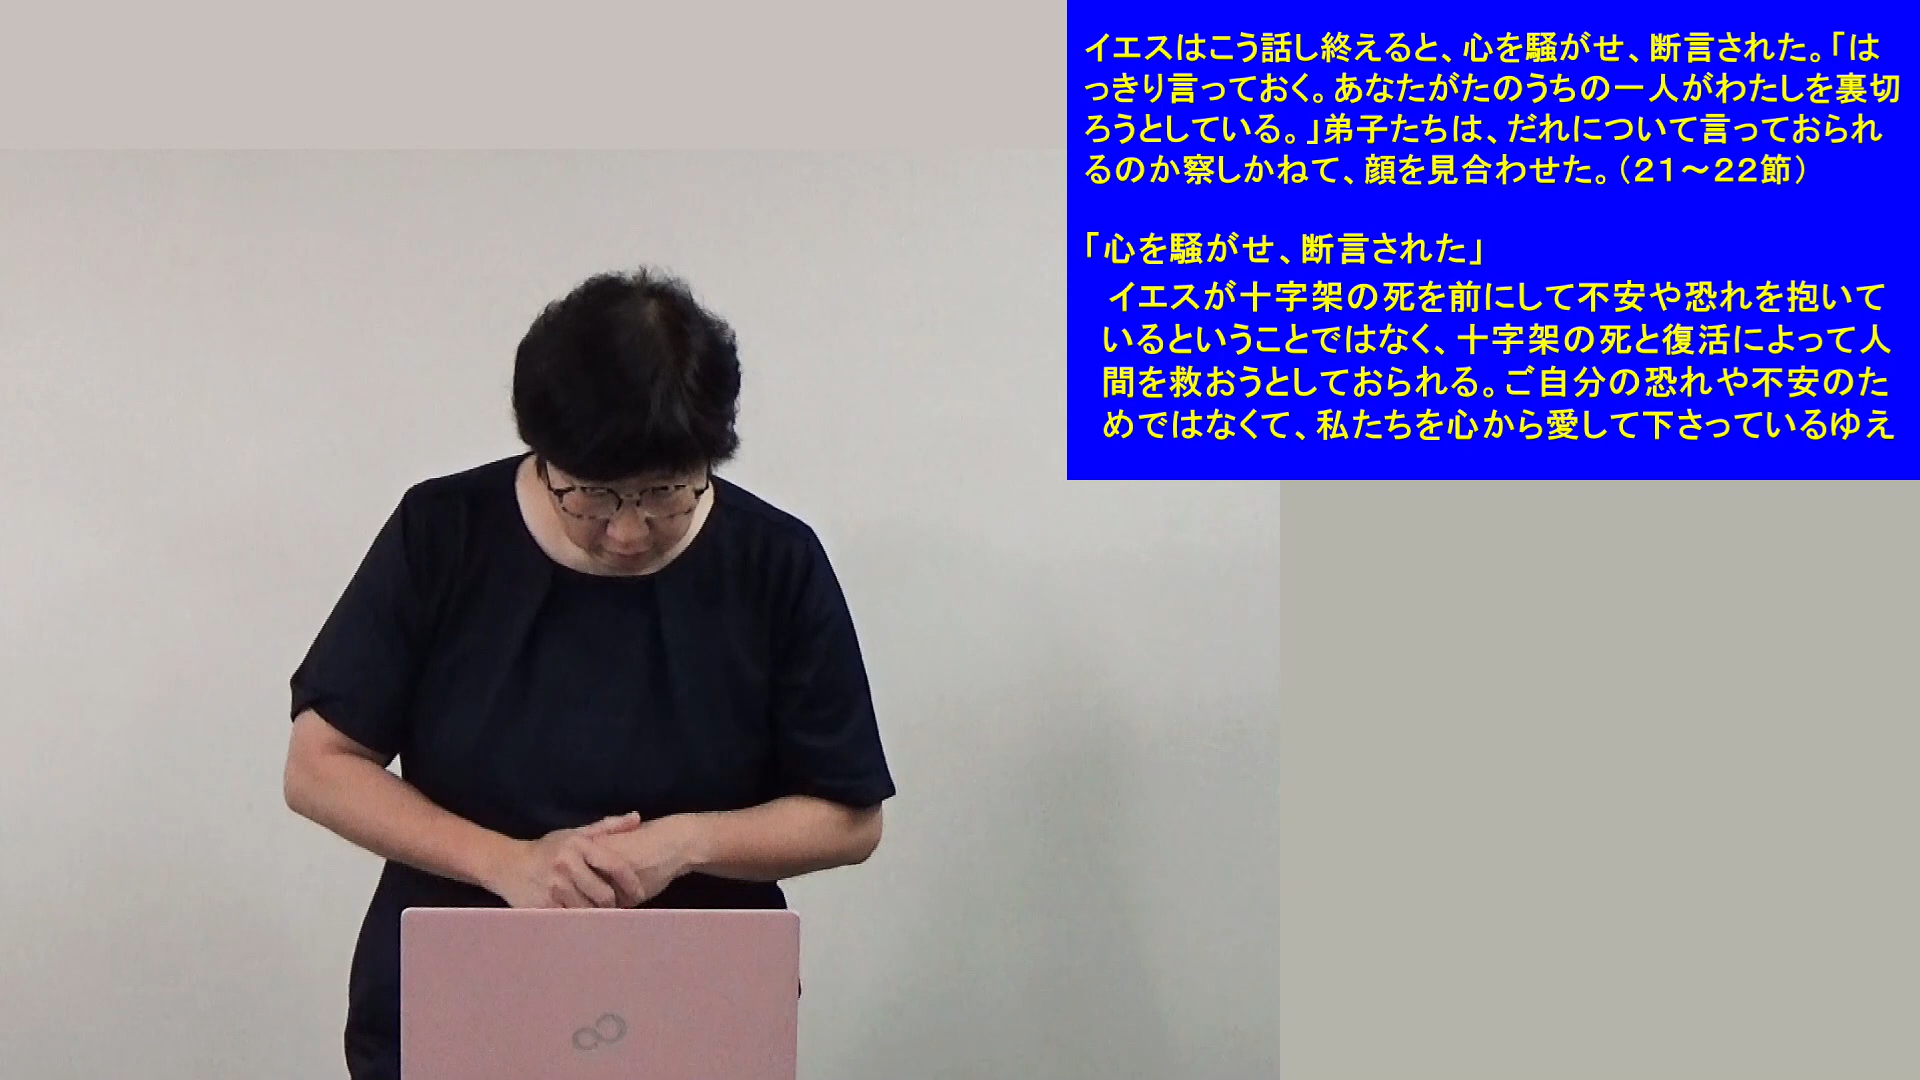 イエスはこう話し終えると、心を騒がせ、断言された。「は
っきり言っておく。あなたがたのうちの一人がわたしを裏切
ろうとしている。」弟子たちは、だれについて言っておられ
るのか察しかねて、顔を見合わせた。（２１～２２節）
「心を騒がせ、断言された」
イエスが十字架の死を前にして不安や恐れを抱いて
いるということではなく、十字架の死と復活によって人
間を救おうとしておられる。ご自分の恐れや不安のた
めではなくて、私たちを心から愛して下さっているゆえ